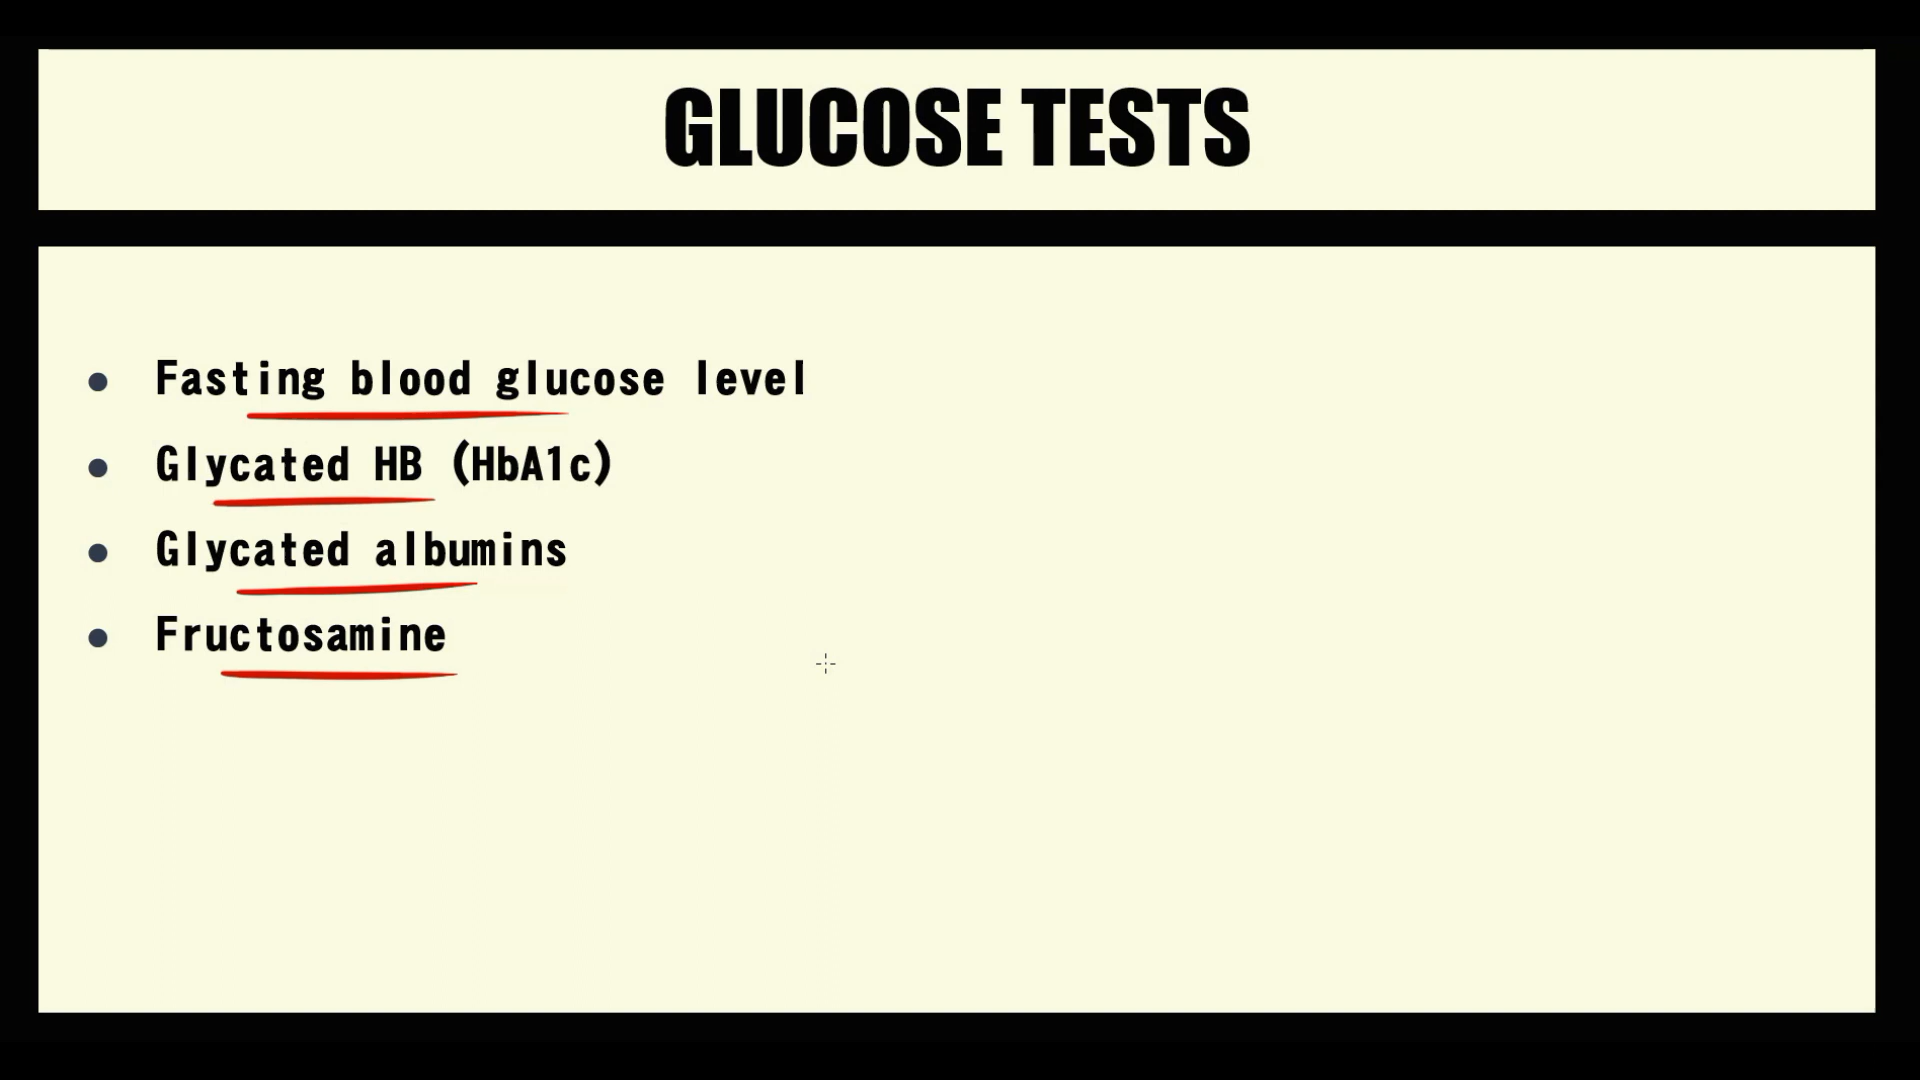 GLUCOSE TESTS
● Fasting blood glucose level
● Glycated HB (HbA1c)
● Glycated albumins
● Fructosamine